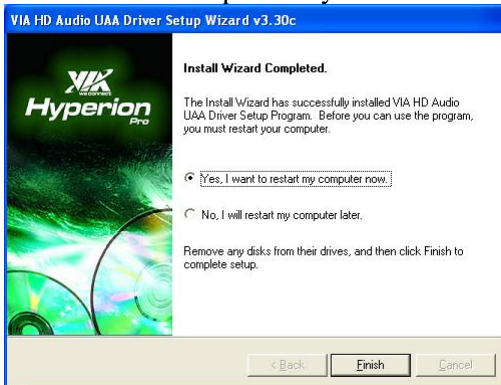 VIA HD Audio UAA Driver Setup Wizard v3.30c
VIA
we connect
Hyperion
Pro
Install Wizard Completed.
The Install Wizard has successfully installed VIA HD Audio
UAA Driver Setup Program. Before you can use the program,
you must restart your computer.
Yes, I want to restart my computer now.
No, I will restart my computer later.
Remove any disks from their drives, and then click Finish to
complete setup.
< Back
Finish
Cancel